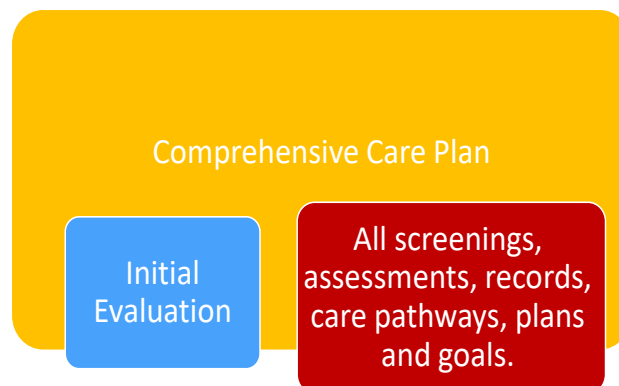 Comprehensive Care Plan
Initial
Evaluation
All screenings,
assessments, records,
care pathways, plans
and goals.